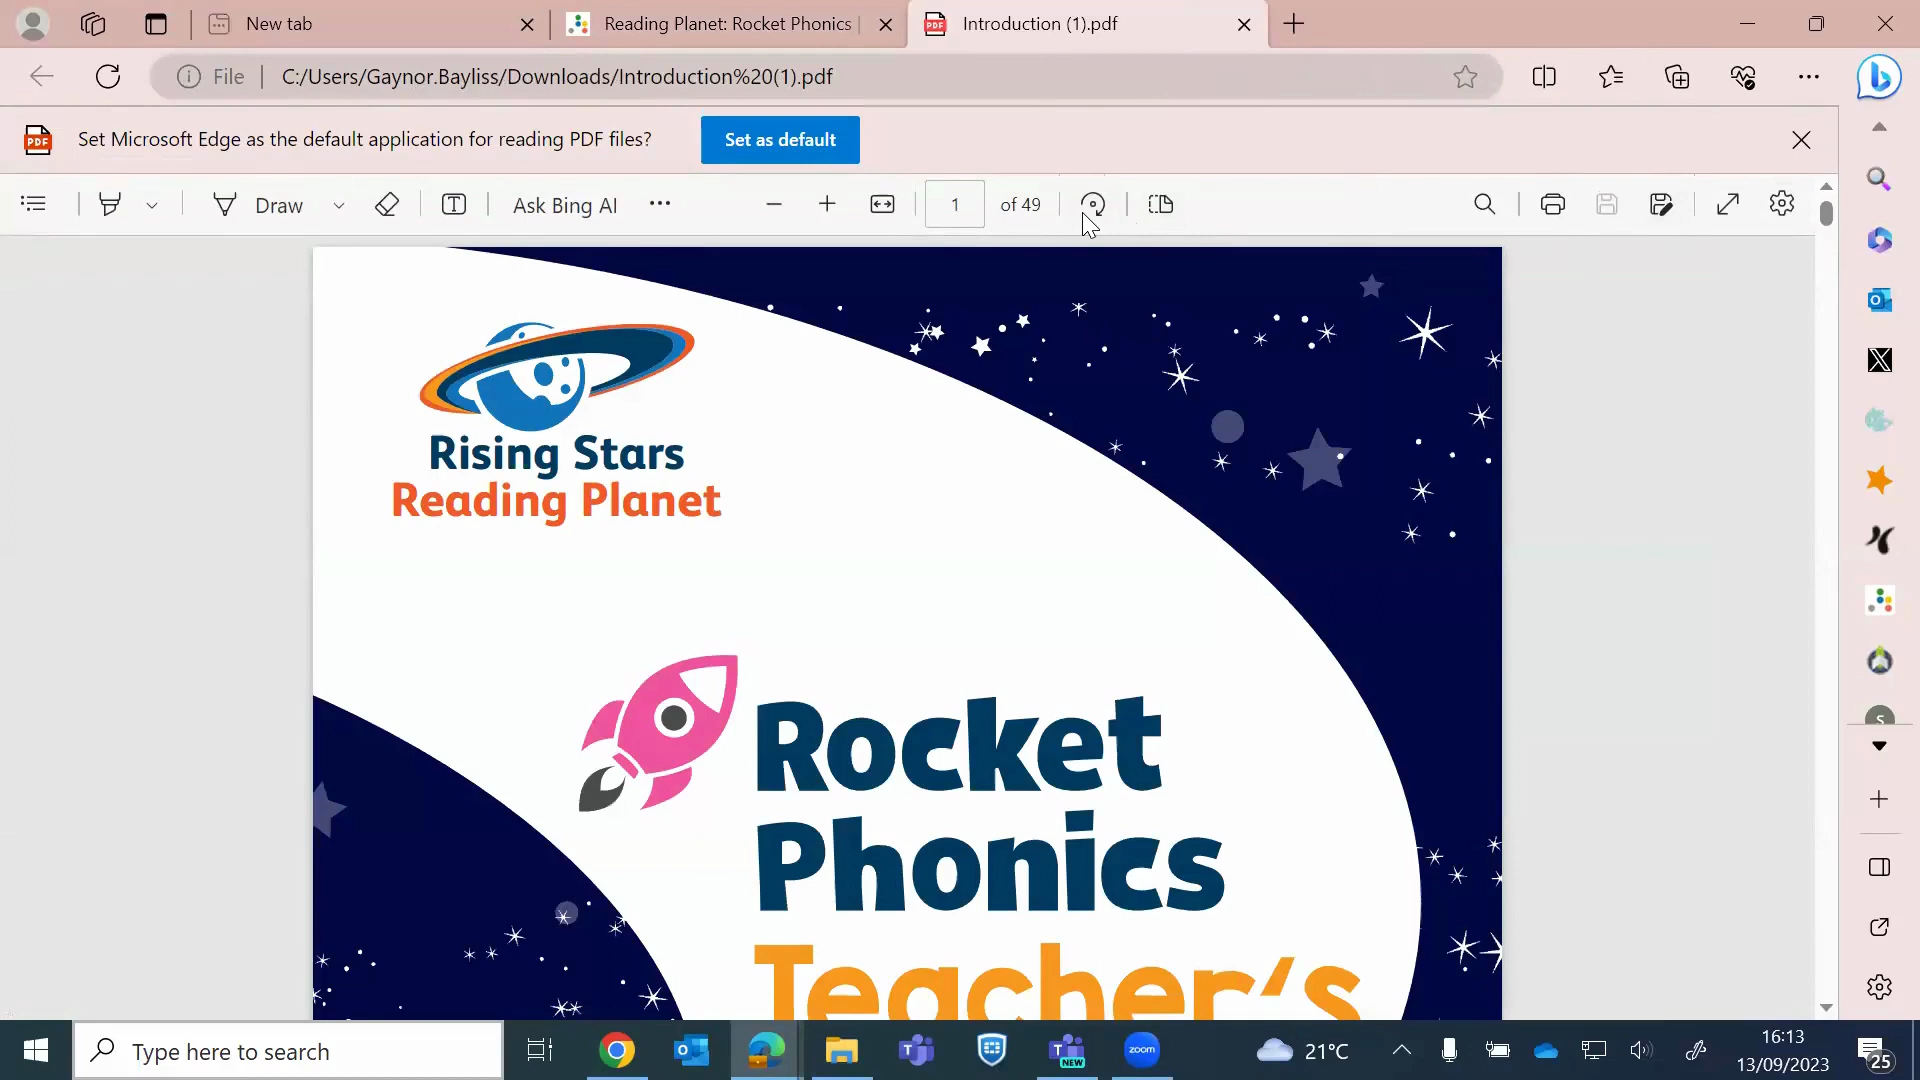 New tab
Reading Planet: Rocket Phonics
Introduction (1).pdf
File
C:/Users/Gaynor.Bayliss/Downloads/Introduction%20(1).pdf
PDF
Set Microsoft Edge as the default application for reading PDF files?
Set as default
Draw
Ask Bing AI
1
of 49
Rising Stars
Reading Planet
Rocket
Phonics
Teacher's
S
Type here to search
NEW
zoom
21°C
16:13
13/09/2023
25